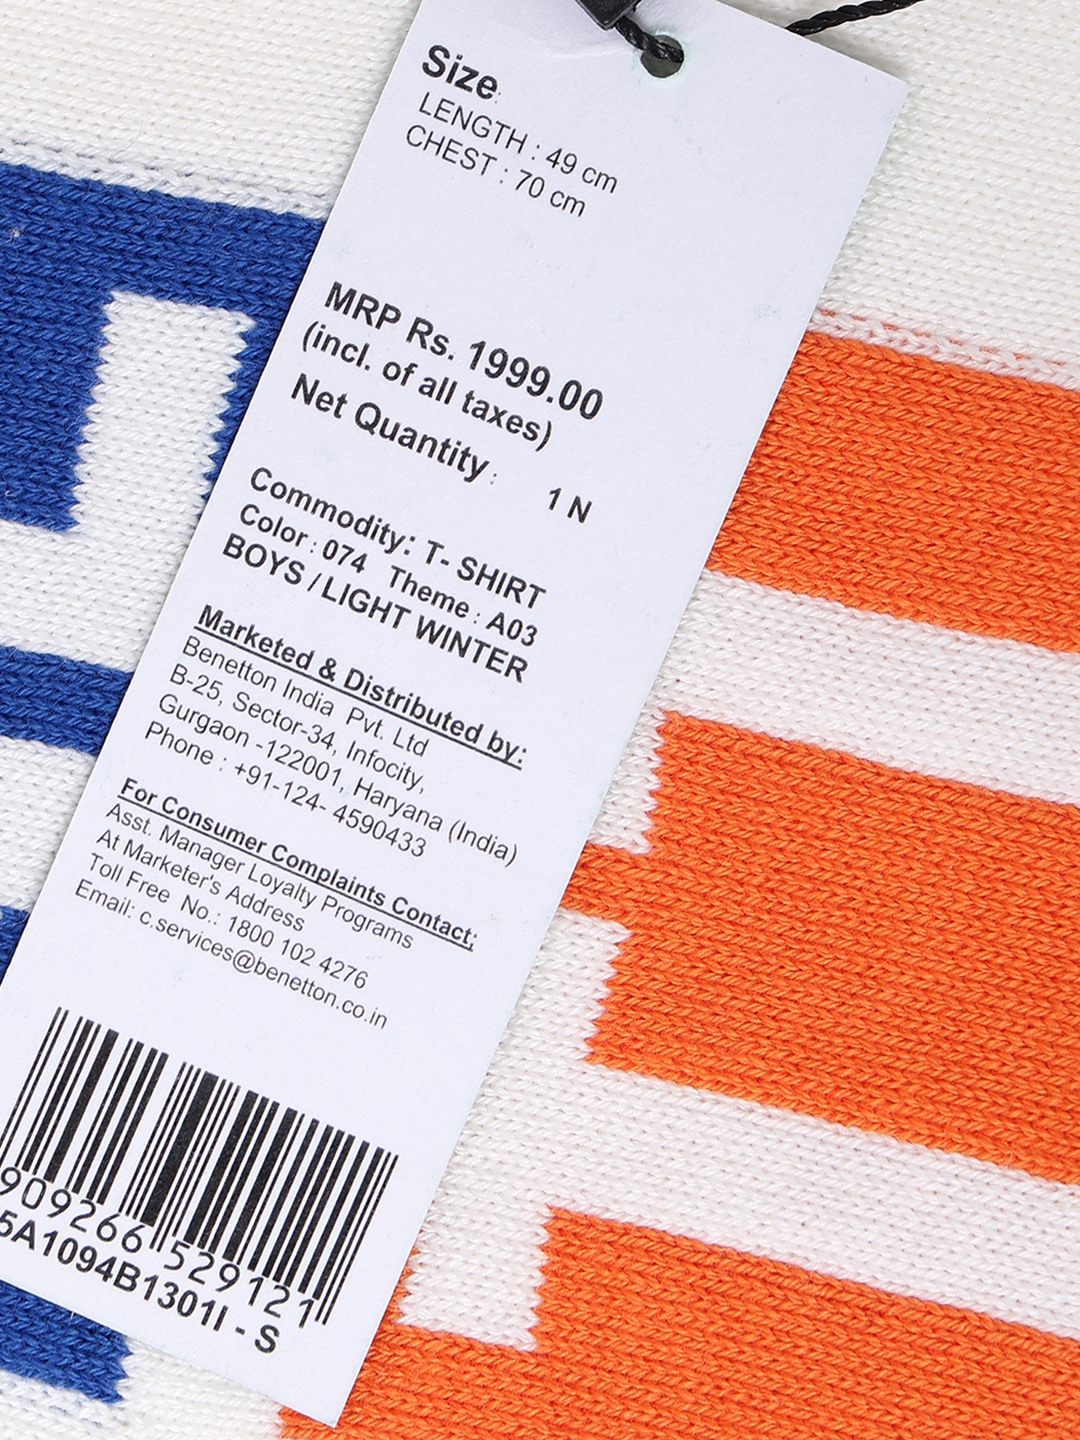 Size:
LENGTH : 49 cm
CHEST : 70 cm
MRP Rs. 1999.00
(incl. of all taxes)
Net Quantity : 1 N
Commodity: T- SHIRT
Color : 074 Theme : A03
BOYS / LIGHT WINTER
Marketed & Distributed by:
Benetton India Pvt. Ltd
B-25, Sector-34, Infocity,
Gurgaon -122001, Haryana (India)
Phone : +91-124- 4590433
For Consumer Complaints Contact;
Asst. Manager Loyalty Programs
At Marketer's Address
Toll Free No.: 1800 102 4276
Email: c.services@benetton.co.in
909266 529121
5A1094B1301I - S